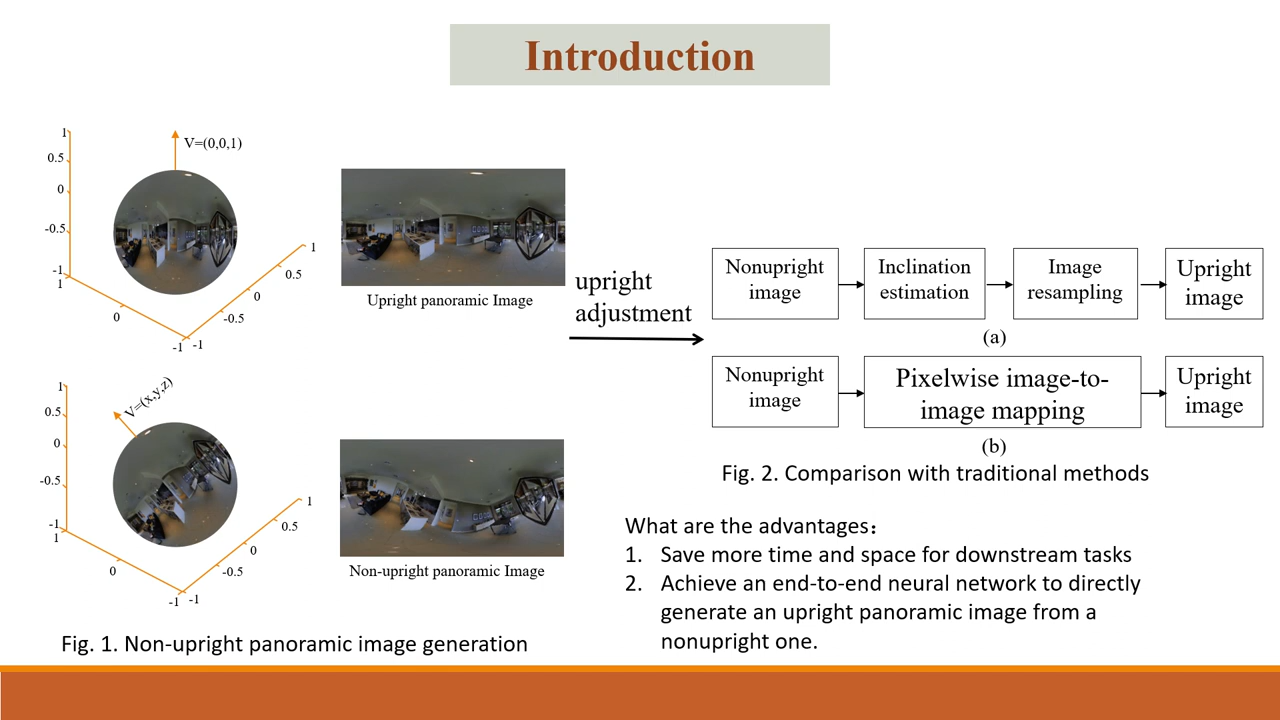 Introduction
1
0.5
0
-0.5
-1
V=(0,0,1)
1
0
-1
-1
-0.5
0
0.5
1
Upright panoramic Image
1
0.5
0
-0.5
-1
V=(x,y,z)
1
0
-1
-1
-0.5
0
0.5
1
Non-upright panoramic Image
Fig. 1. Non-upright panoramic image generation
upright
adjustment
Nonupright
image
Inclination
estimation
Image
resampling
Upright
image
(a)
Nonupright
image
Pixelwise image-to-
image mapping
Upright
image
(b)
Fig. 2. Comparison with traditional methods
What are the advantages：
1. Save more time and space for downstream tasks
2. Achieve an end-to-end neural network to directly
generate an upright panoramic image from a
nonupright one.